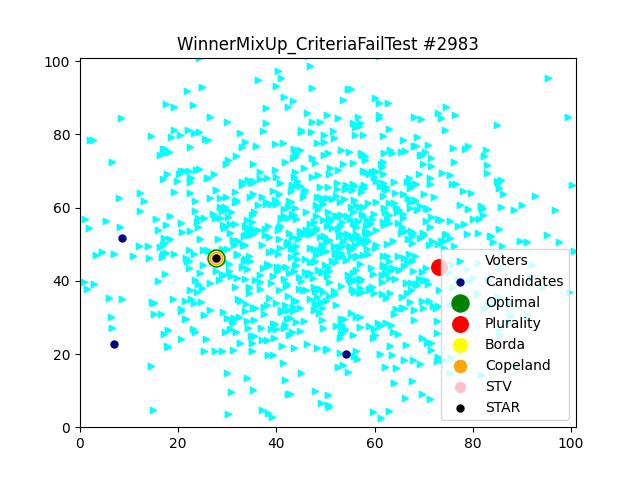 WinnerMixUp_CriteriaFailTest #2983
100
80
60
40
20
0
0 20 40 60 80 100
Voters
Candidates
Optimal
Plurality
Borda
Copeland
STV
STAR